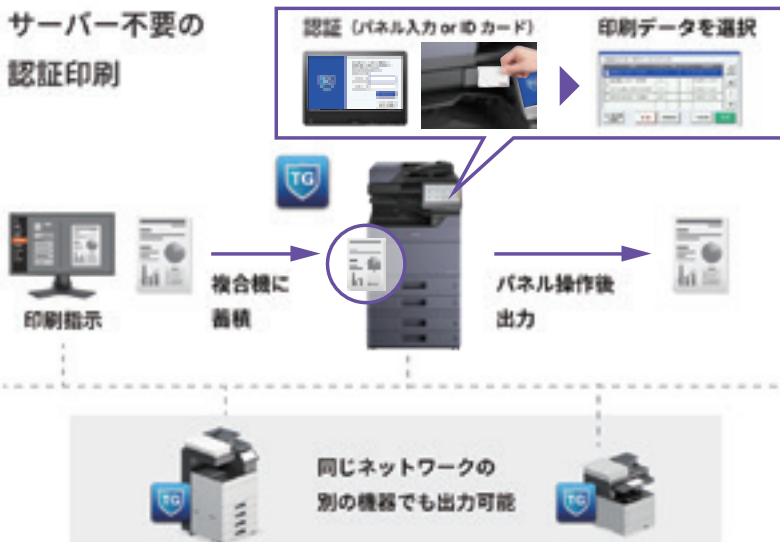 サーバー不要の
認証印刷
認証（パネル入力 or ID カード）
印刷データを選択
TG
印刷指示
複合機に
蓄積
パネル操作後
出力
同じネットワークの
別の機器でも出力可能
TG
TG